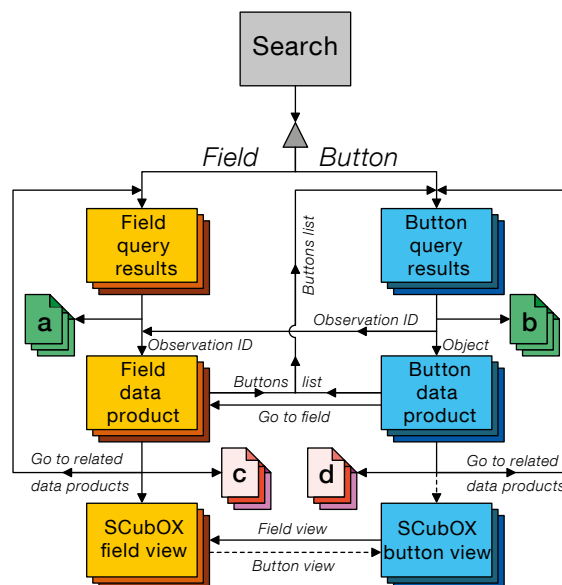 Search
Field
Button
Field
query
results
Buttons list
Button
query
results
a
b
Observation ID
Observation ID
Object
Field
data
product
Buttons list
Go to field
Button
data
product
Go to related
data products
c
d
Go to related
data products
SCubOX
field view
Field view
Button view
SCubOX
button view